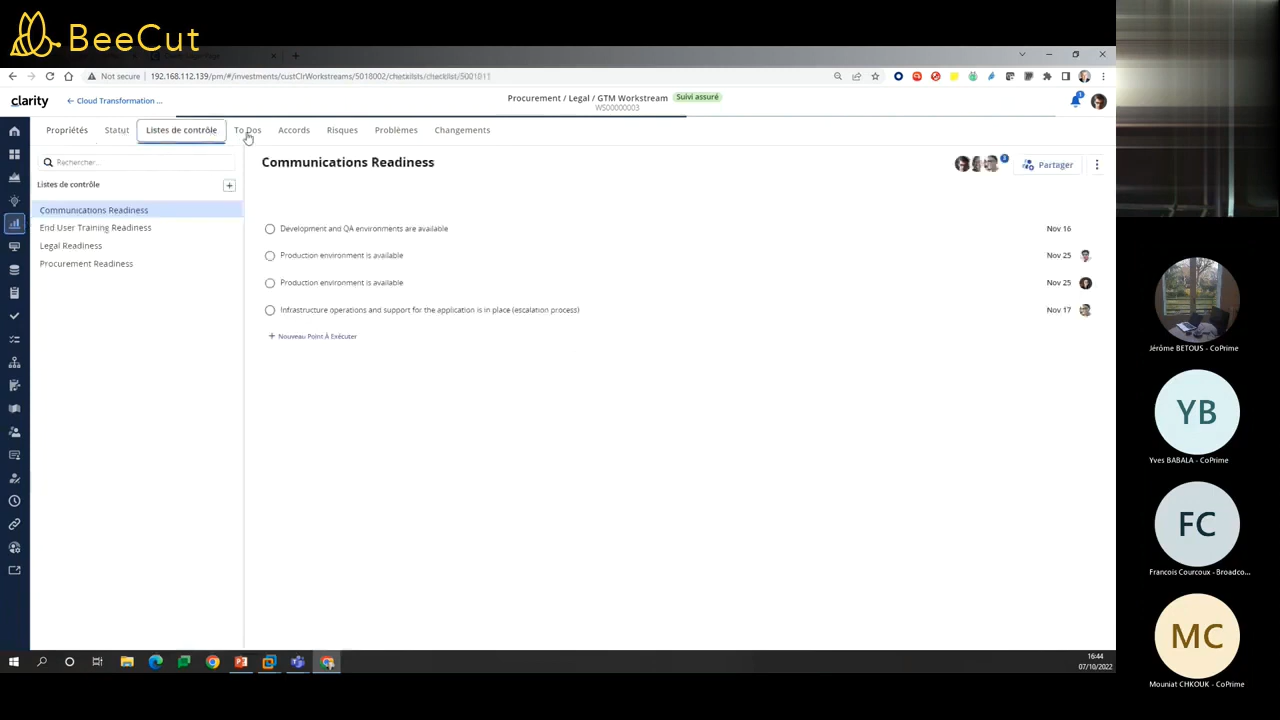 BeeCut
Not secure
192.168.112.139/pm/#/investments/custClrWorkstreams/5018002/checklists/checklist/5001011
clarity
← Cloud Transformation ...
Procurement / Legal / GTM Workstream
Suivi assuré
WS00000003
1
Propriétés
Statut
Listes de contrôle
To Dos
Accords
Risques
Problèmes
Changements
Rechercher...
Listes de contrôle
Communications Readiness
End User Training Readiness
Legal Readiness
Procurement Readiness
Communications Readiness
Partager
Development and QA environments are available
Nov 16
Production environment is available
Nov 25
Production environment is available
Nov 25
Infrastructure operations and support for the application is in place (escalation process)
Nov 17
+ Nouveau Point À Exécuter
16:44
07/10/2022
Jérôme BETOUS - CoPrime
YB
Yves BABALA - CoPrime
FC
Francois Courcoux - Broadco...
MC
Mouniat CHKOUK - CoPrime